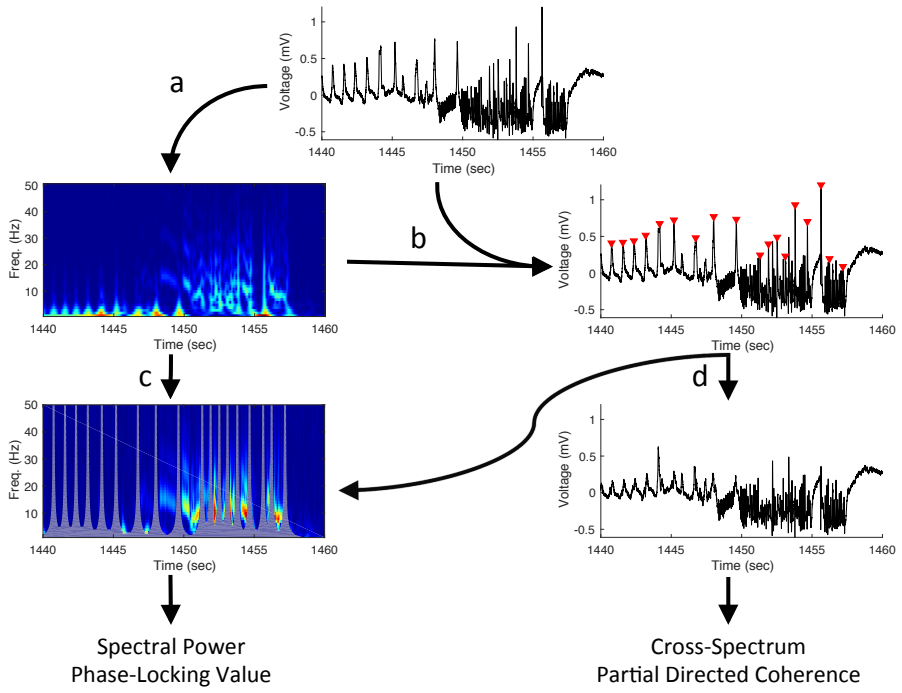 Voltage (mV)
1
0.5
0
-0.5
1440 1445 1450 1455 1460
Time (sec)
a
Freq. (Hz)
50
40
30
20
10
1440 1445 1450 1455 1460
Time (sec)
b
Voltage (mV)
1
0.5
0
-0.5
1440 1445 1450 1455 1460
Time (sec)
c
d
Freq. (Hz)
50
40
30
20
10
1440 1445 1450 1455 1460
Time (sec)
Voltage (mV)
1
0.5
0
-0.5
1440 1445 1450 1455 1460
Time (sec)
Spectral Power
Phase-Locking Value
Cross-Spectrum
Partial Directed Coherence